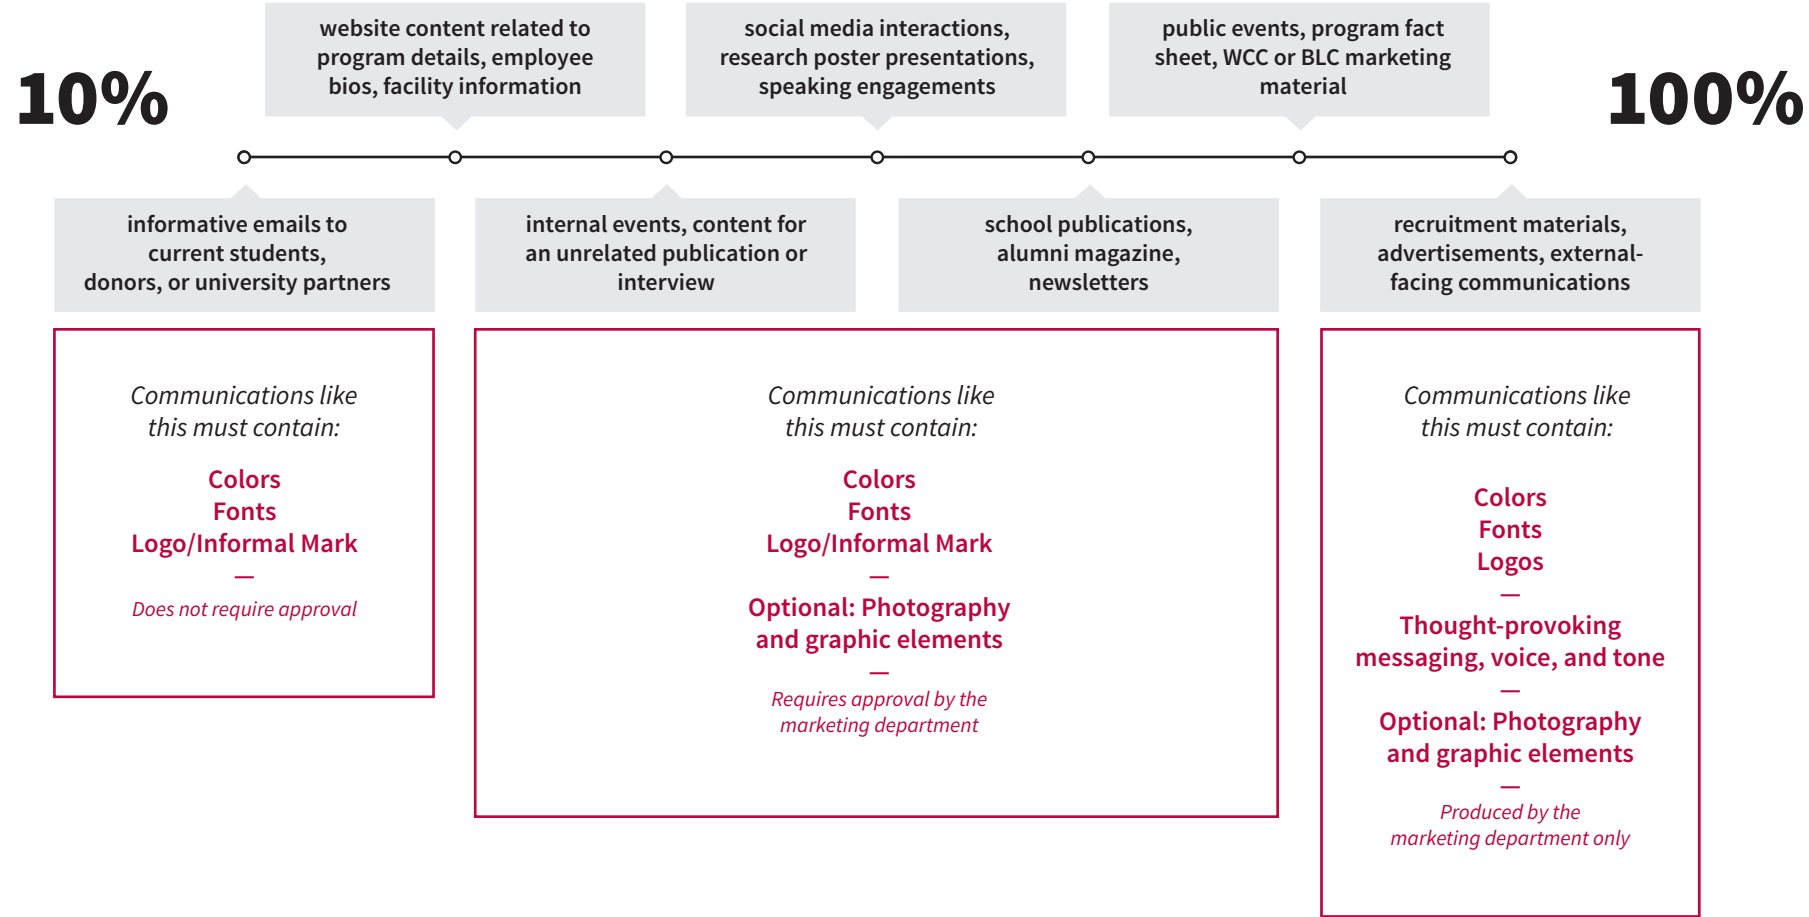 10%
website content related to
program details, employee
bios, facility information
social media interactions,
research poster presentations,
speaking engagements
public events, program fact
sheet, WCC or BLC marketing
material
100%
informative emails to
current students,
donors, or university partners
internal events, content for
an unrelated publication or
interview
school publications,
alumni magazine,
newsletters
recruitment materials,
advertisements, external-
facing communications
Communications like
this must contain:
Colors
Fonts
Logo/Informal Mark
—
Does not require approval
Communications like
this must contain:
Colors
Fonts
Logo/Informal Mark
—
Optional: Photography
and graphic elements
—
Requires approval by the
marketing department
Communications like
this must contain:
Colors
Fonts
Logos
—
Thought-provoking
messaging, voice, and tone
—
Optional: Photography
and graphic elements
—
Produced by the
marketing department only